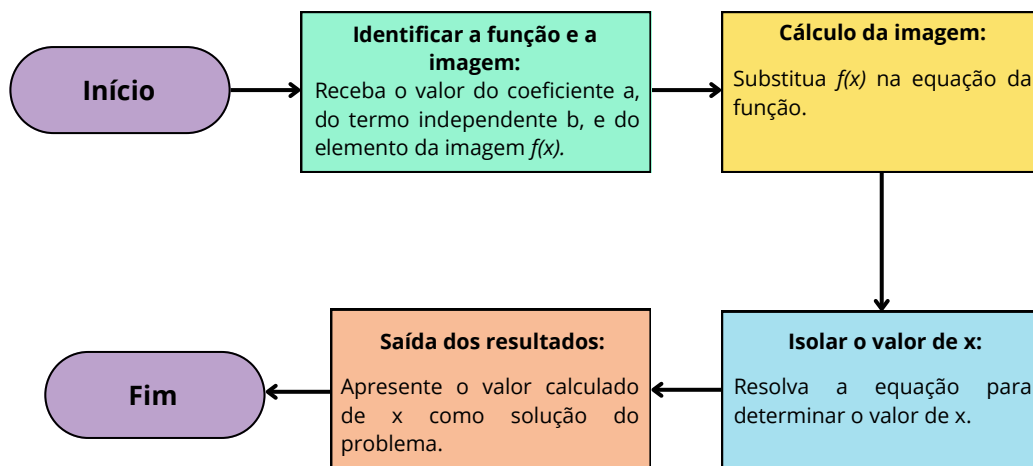 Início
Identificar a função e a
imagem:
Receba o valor do coeficiente a,
do termo independente b, e do
elemento da imagem f(x).
Cálculo da imagem:
Substitua f(x) na equação da
função.
Isolar o valor de x:
Resolva a equação para
determinar o valor de x.
Saída dos resultados:
Apresente o valor calculado
de x como solução do
problema.
Fim